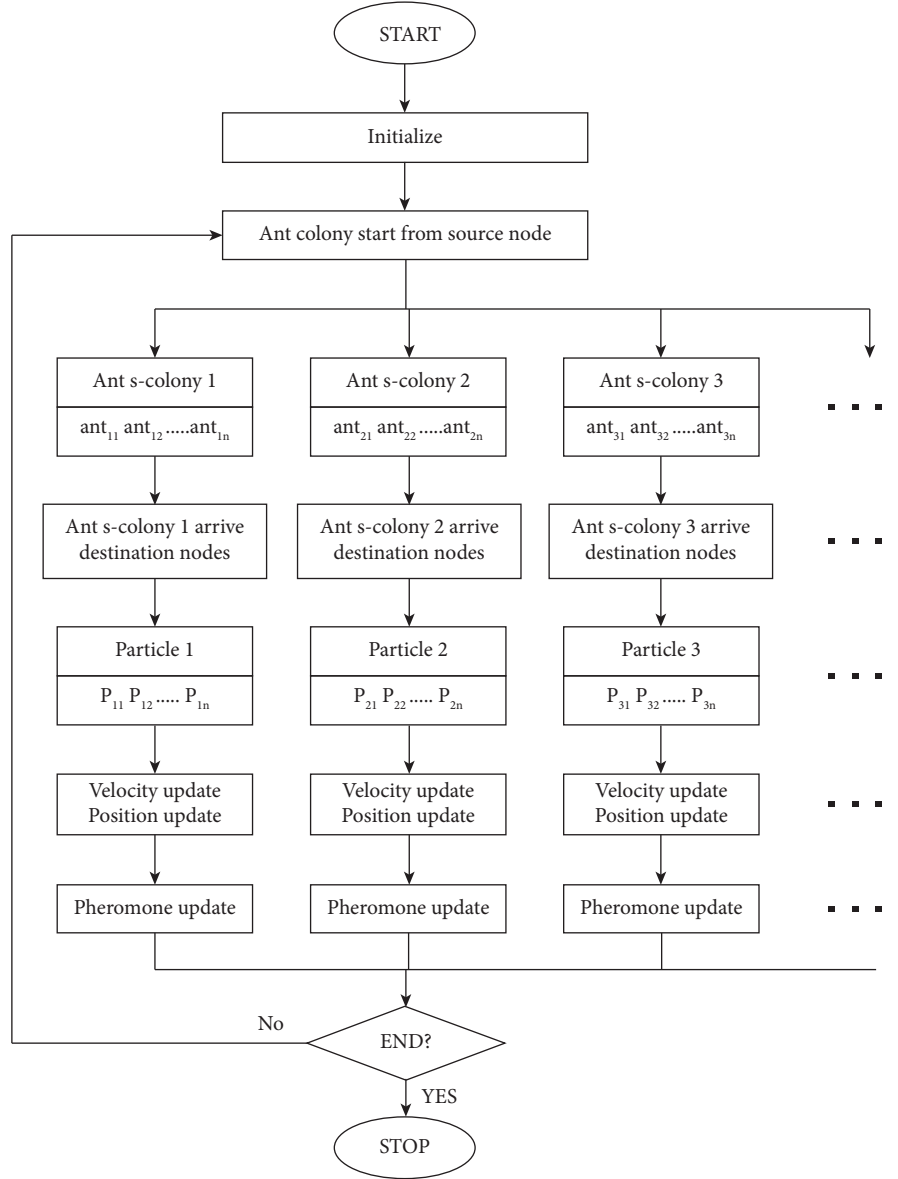 START
Initialize
Ant colony start from source node
Ant s-colony 1
Ant s-colony 2
Ant s-colony 3
ant₁₁ ant₁₂ .....ant₁ₙ
ant₂₁ ant₂₂ .....ant₂ₙ
ant₃₁ ant₃₂ .....ant₃ₙ
Ant s-colony 1 arrive
destination nodes
Ant s-colony 2 arrive
destination nodes
Ant s-colony 3 arrive
destination nodes
Particle 1
Particle 2
Particle 3
P₁₁ P₁₂ ..... P₁ₙ
P₂₁ P₂₂ ..... P₂ₙ
P₃₁ P₃₂ ..... P₃ₙ
Velocity update
Position update
Velocity update
Position update
Velocity update
Position update
Pheromone update
Pheromone update
Pheromone update
No
END?
YES
STOP